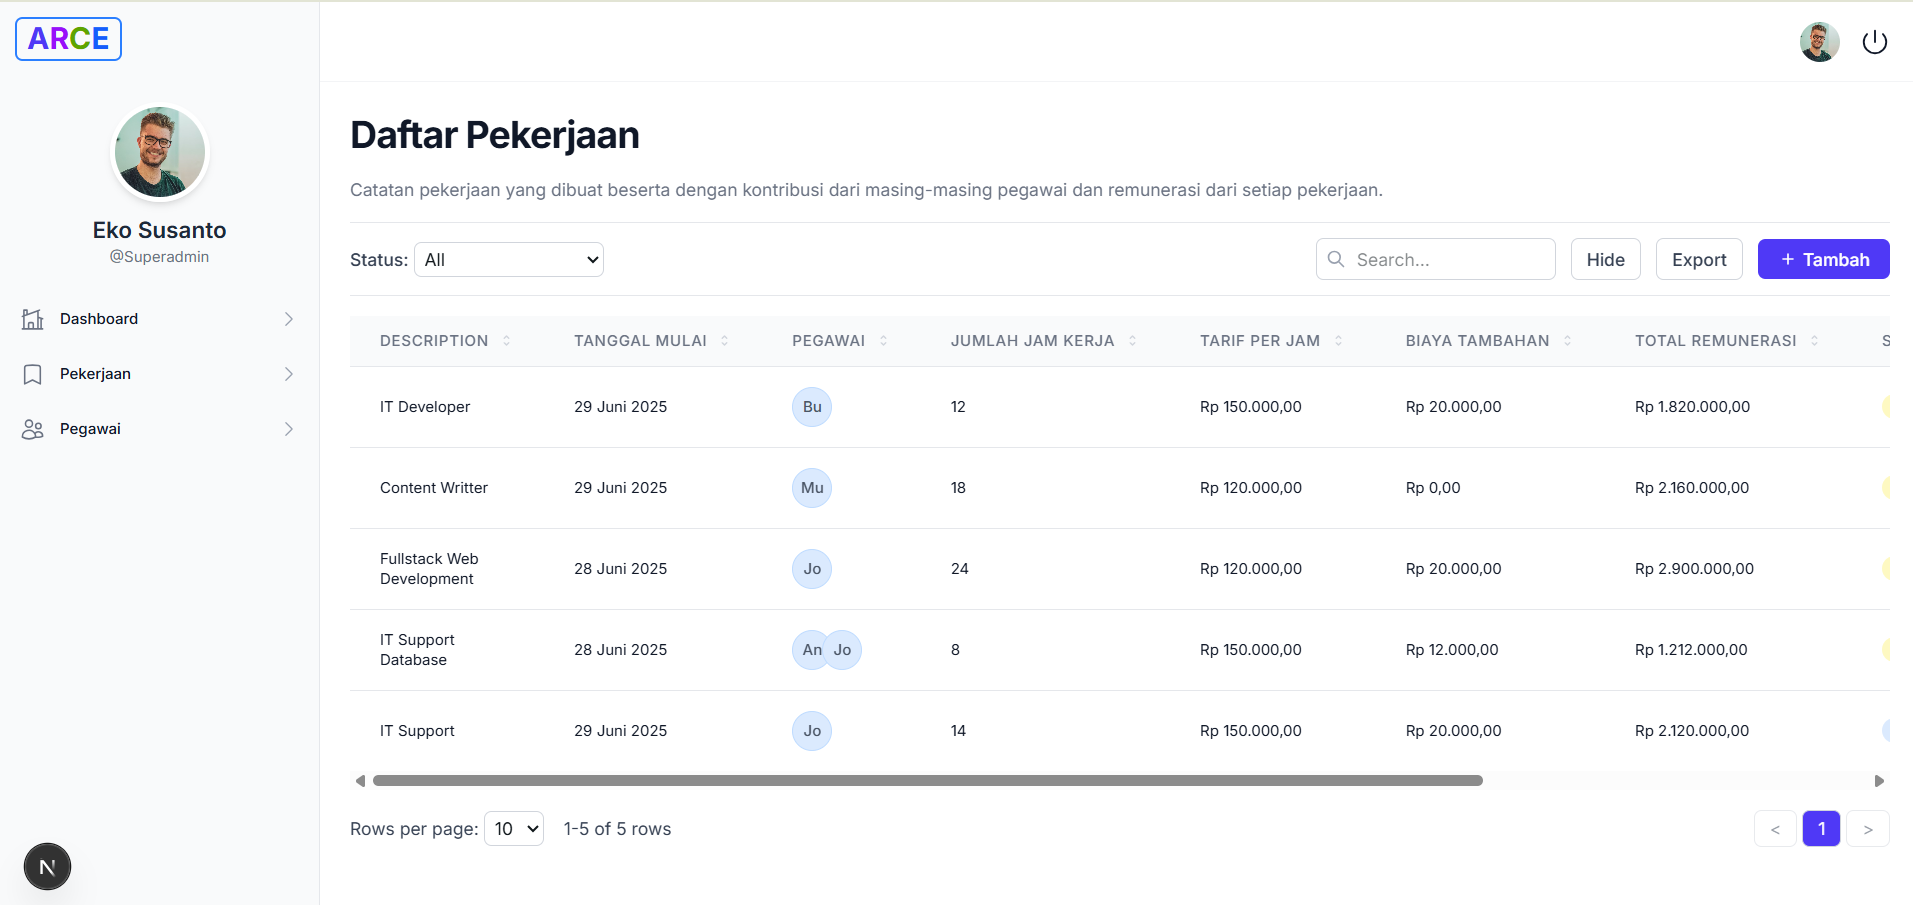 ARCE
Eko Susanto
@Superadmin
Dashboard
Pekerjaan
Pegawai
N
Daftar Pekerjaan
Catatan pekerjaan yang dibuat beserta dengan kontribusi dari masing-masing pegawai dan remunerasi dari setiap pekerjaan.
Status: All Search... Hide Export + Tambah
DESCRIPTION TANGGAL MULAI PEGAWAI JUMLAH JAM KERJA TARIF PER JAM BIAYA TAMBAHAN TOTAL REMUNERASI S
IT Developer 29 Juni 2025 Bu 12 Rp 150.000,00 Rp 20.000,00 Rp 1.820.000,00
Content Writter 29 Juni 2025 Mu 18 Rp 120.000,00 Rp 0,00 Rp 2.160.000,00
Fullstack Web
Development 28 Juni 2025 Jo 24 Rp 120.000,00 Rp 20.000,00 Rp 2.900.000,00
IT Support
Database 28 Juni 2025 An Jo 8 Rp 150.000,00 Rp 12.000,00 Rp 1.212.000,00
IT Support 29 Juni 2025 Jo 14 Rp 150.000,00 Rp 20.000,00 Rp 2.120.000,00
Rows per page: 10 1-5 of 5 rows < 1 >